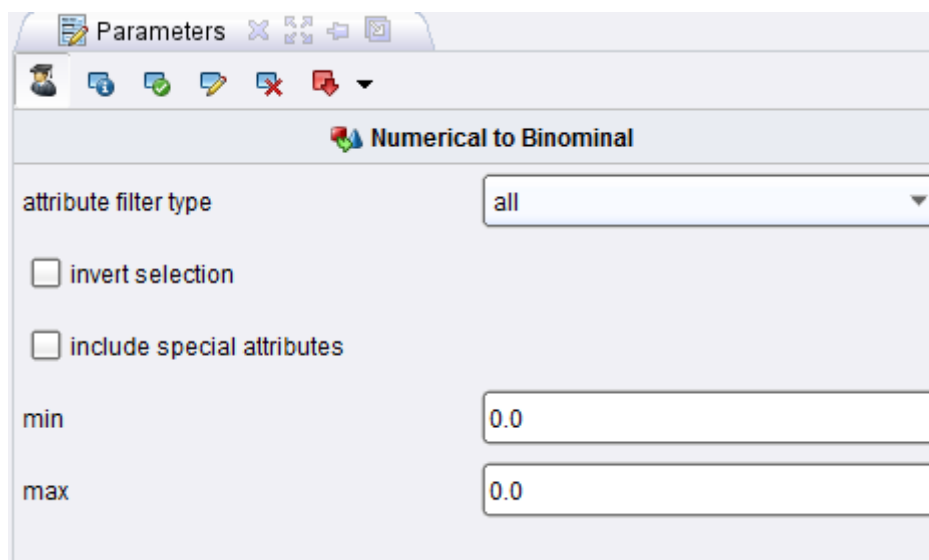 Parameters
Numerical to Binominal
attribute filter type
all
invert selection
include special attributes
min
0.0
max
0.0